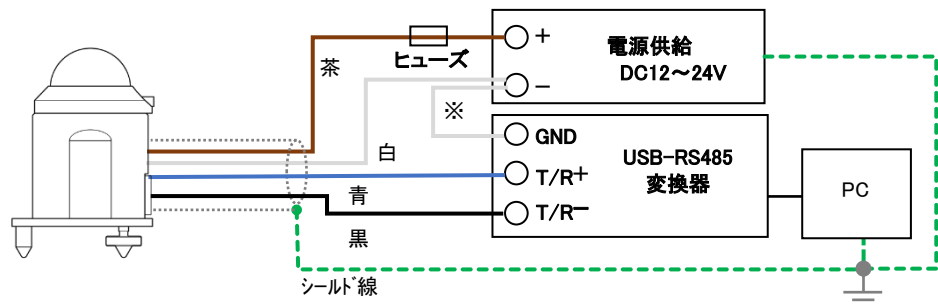 茶
ヒューズ
+
電源供給
DC12～24V
−
※
白
GND
USB-RS485
変換器
T/R+
T/R−
PC
青
黒
シールド線